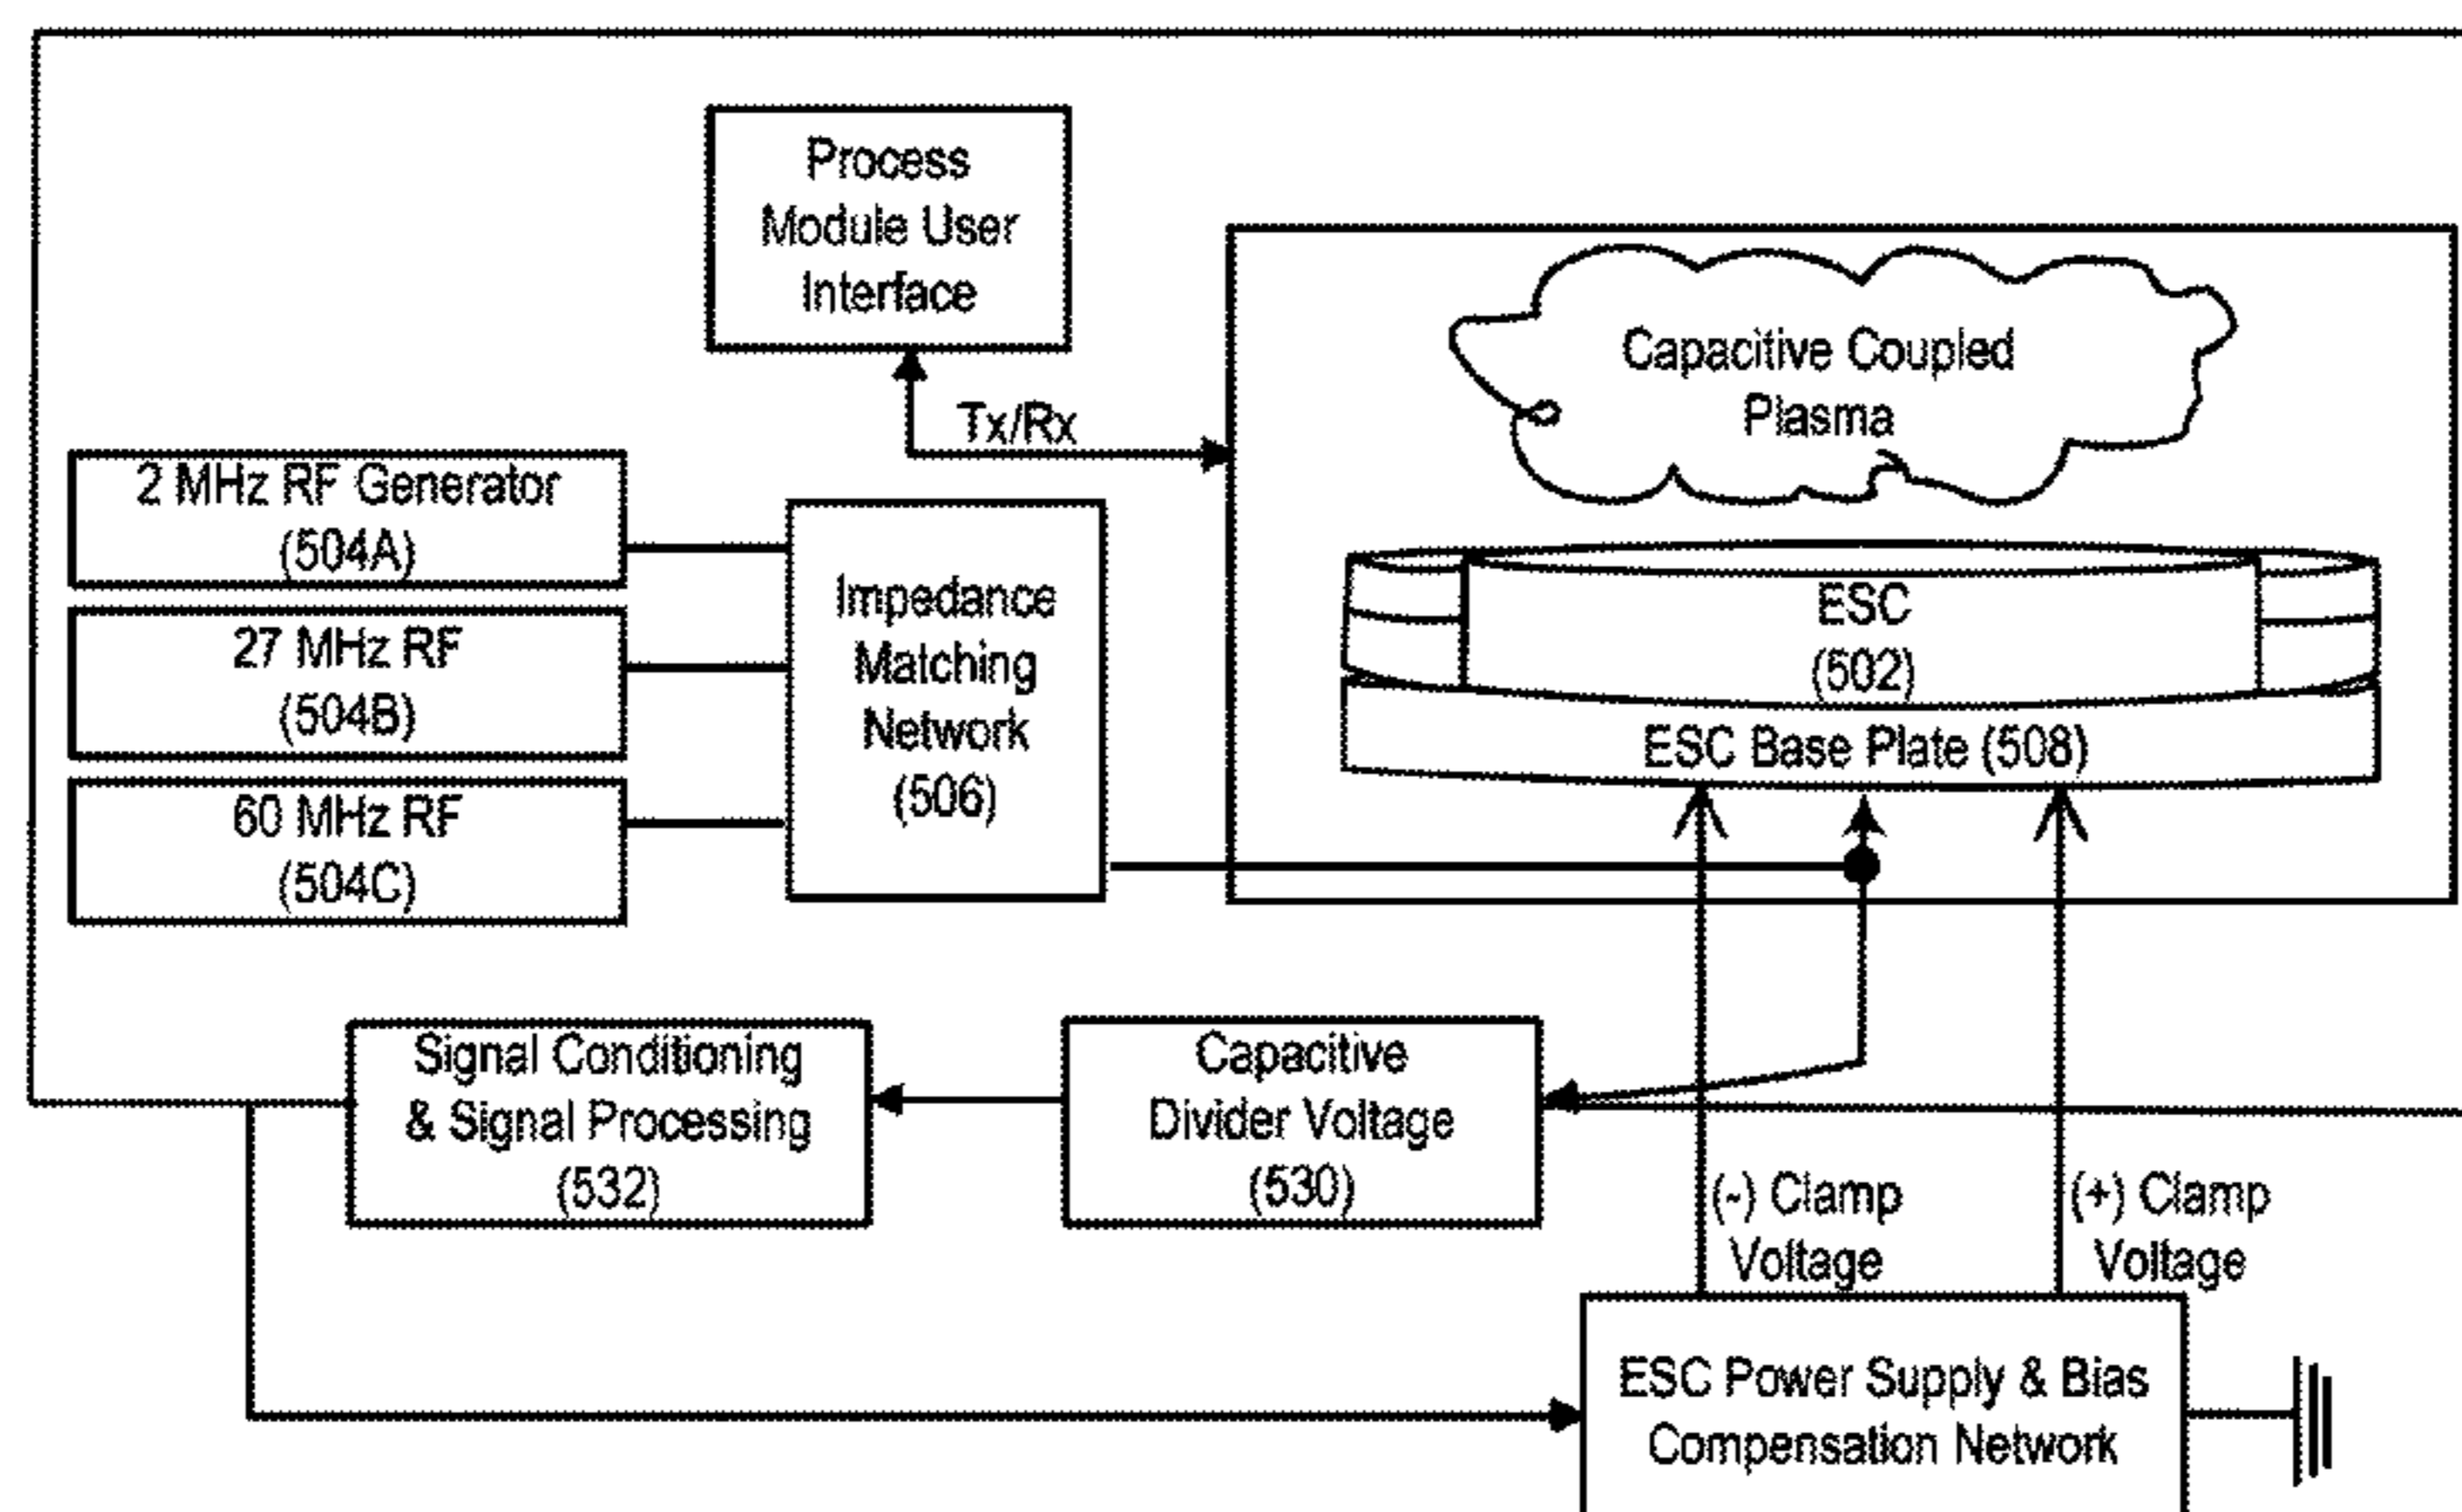 Process
Module User
Interface
Tx/Rx
Capacitive Coupled
Plasma
2 MHz RF Generator
(504A)
27 MHz RF
(504B)
60 MHz RF
(504C)
Impedance
Matching
Network
(506)
ESC
(502)
ESC Base Plate (508)
Signal Conditioning
& Signal Processing
(532)
Capacitive
Divider Voltage
(530)
(-) Clamp
Voltage
(+) Clamp
Voltage
ESC Power Supply & Bias
Compensation Network